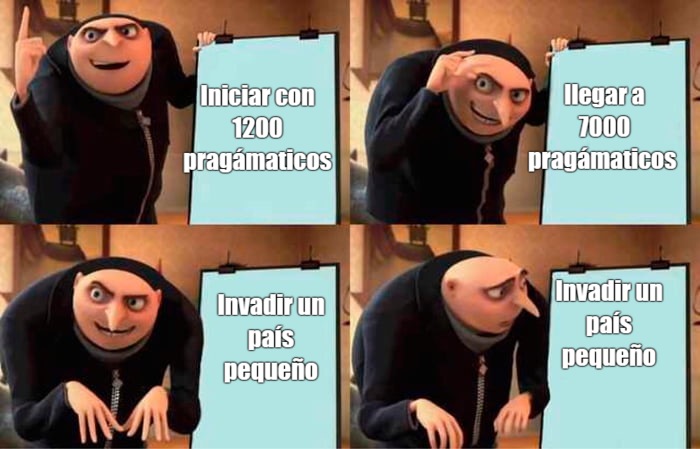 Iniciar con
1200
pragámaticos
llegar a
7000
pragámaticos
Invadir un
país
pequeño
Invadir un
país
pequeño